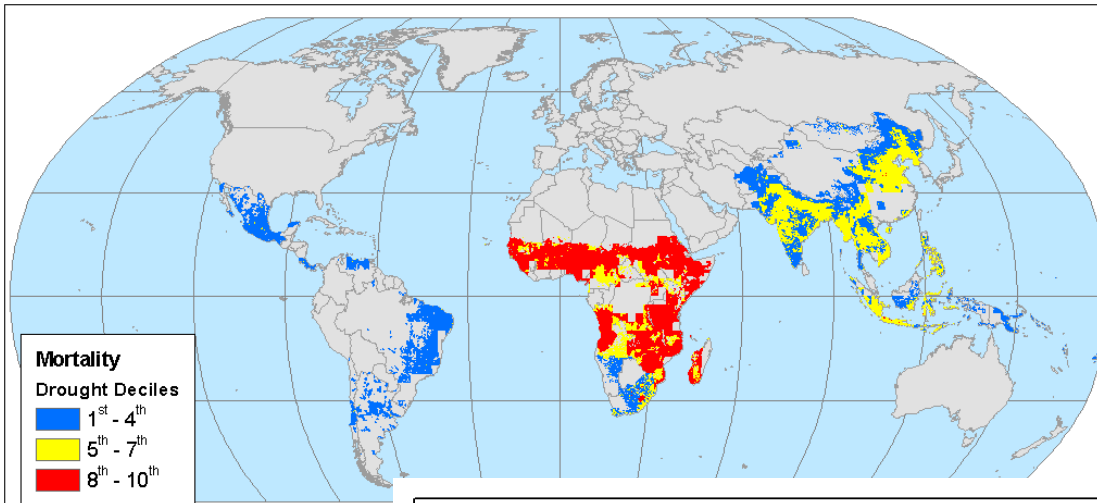 Mortality
Drought Deciles
1st - 4th
5th - 7th
8th - 10th